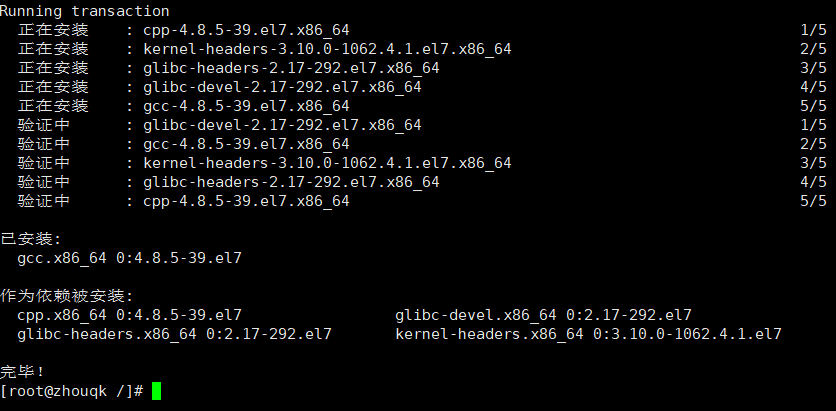 Running transaction
  正在安装    : cpp-4.8.5-39.el7.x86_64                                                 1/5
  正在安装    : kernel-headers-3.10.0-1062.4.1.el7.x86_64                               2/5
  正在安装    : glibc-headers-2.17-292.el7.x86_64                                       3/5
  正在安装    : glibc-devel-2.17-292.el7.x86_64                                         4/5
  正在安装    : gcc-4.8.5-39.el7.x86_64                                                 5/5
  验证中      : glibc-devel-2.17-292.el7.x86_64                                         1/5
  验证中      : gcc-4.8.5-39.el7.x86_64                                                 2/5
  验证中      : kernel-headers-3.10.0-1062.4.1.el7.x86_64                               3/5
  验证中      : glibc-headers-2.17-292.el7.x86_64                                       4/5
  验证中      : cpp-4.8.5-39.el7.x86_64                                                 5/5

已安装:
  gcc.x86_64 0:4.8.5-39.el7

作为依赖被安装:
  cpp.x86_64 0:4.8.5-39.el7                 glibc-devel.x86_64 0:2.17-292.el7
  glibc-headers.x86_64 0:2.17-292.el7       kernel-headers.x86_64 0:3.10.0-1062.4.1.el7

完毕！
[root@zhouqk /]#